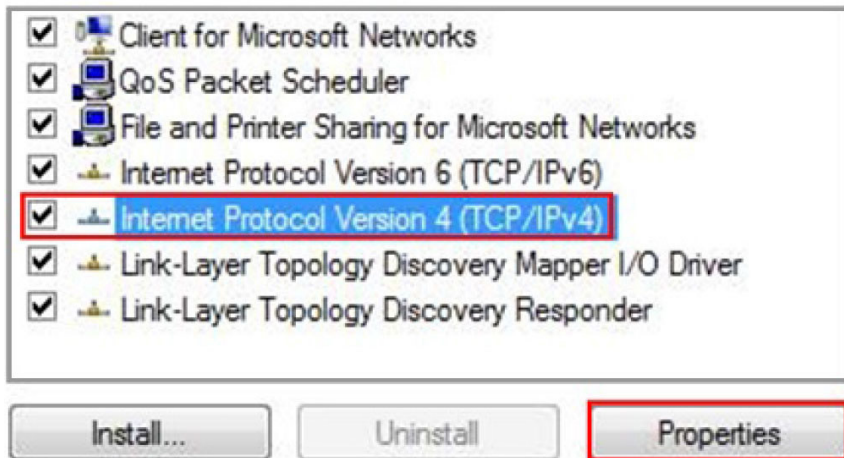 Client for Microsoft Networks
QoS Packet Scheduler
File and Printer Sharing for Microsoft Networks
Internet Protocol Version 6 (TCP/IPv6)
Internet Protocol Version 4 (TCP/IPv4)
Link-Layer Topology Discovery Mapper I/O Driver
Link-Layer Topology Discovery Responder
Install... Uninstall Properties